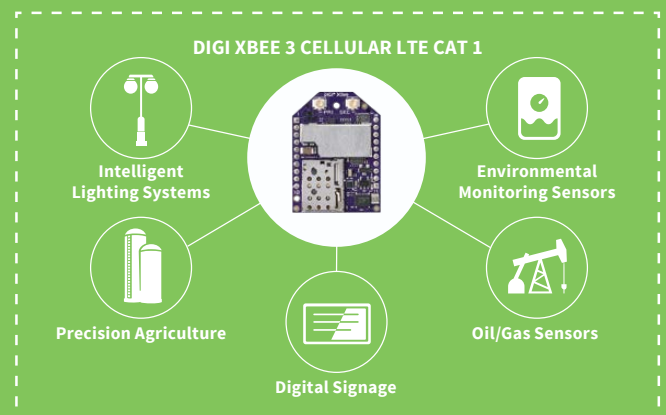 DIGI XBEE 3 CELLULAR LTE CAT 1
Intelligent
Lighting Systems
Environmental
Monitoring Sensors
Precision Agriculture
Oil/Gas Sensors
Digital Signage